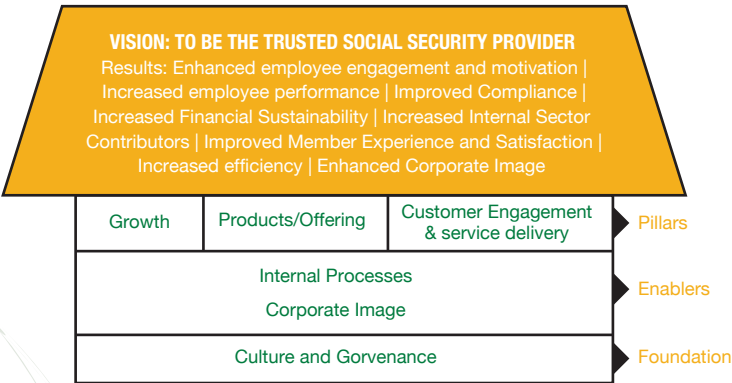 VISION: TO BE THE TRUSTED SOCIAL SECURITY PROVIDER
Results: Enhanced employee engagement and motivation |
Increased employee performance | Improved Compliance |
Increased Financial Sustainability | Increased Internal Sector
Contributors | Improved Member Experience and Satisfaction |
Increased efficiency | Enhanced Corporate Image
Growth
Products/Offering
Customer Engagement
& service delivery
Pillars
Internal Processes
Corporate Image
Enablers
Culture and Gorvenance
Foundation